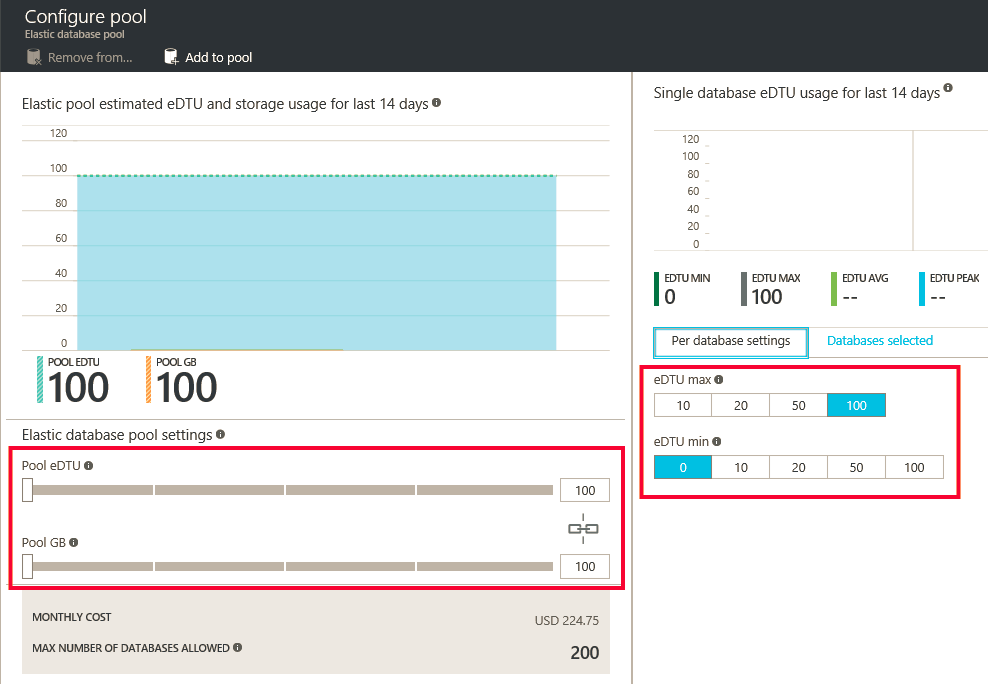 Configure pool
Elastic database pool
Remove from... Add to pool
Elastic pool estimated eDTU and storage usage for last 14 days
120
100
80
60
40
20
0
POOL EDTU
100
POOL GB
100
Elastic database pool settings
Pool eDTU
100
Pool GB
100
MONTHLY COST USD 224.75
MAX NUMBER OF DATABASES ALLOWED 200
Single database eDTU usage for last 14 days
120
100
80
60
40
20
0
EDTU MIN
0
EDTU MAX
100
EDTU AVG
--
EDTU PEAK
--
Per database settings Databases selected
eDTU max
10 20 50 100
eDTU min
0 10 20 50 100